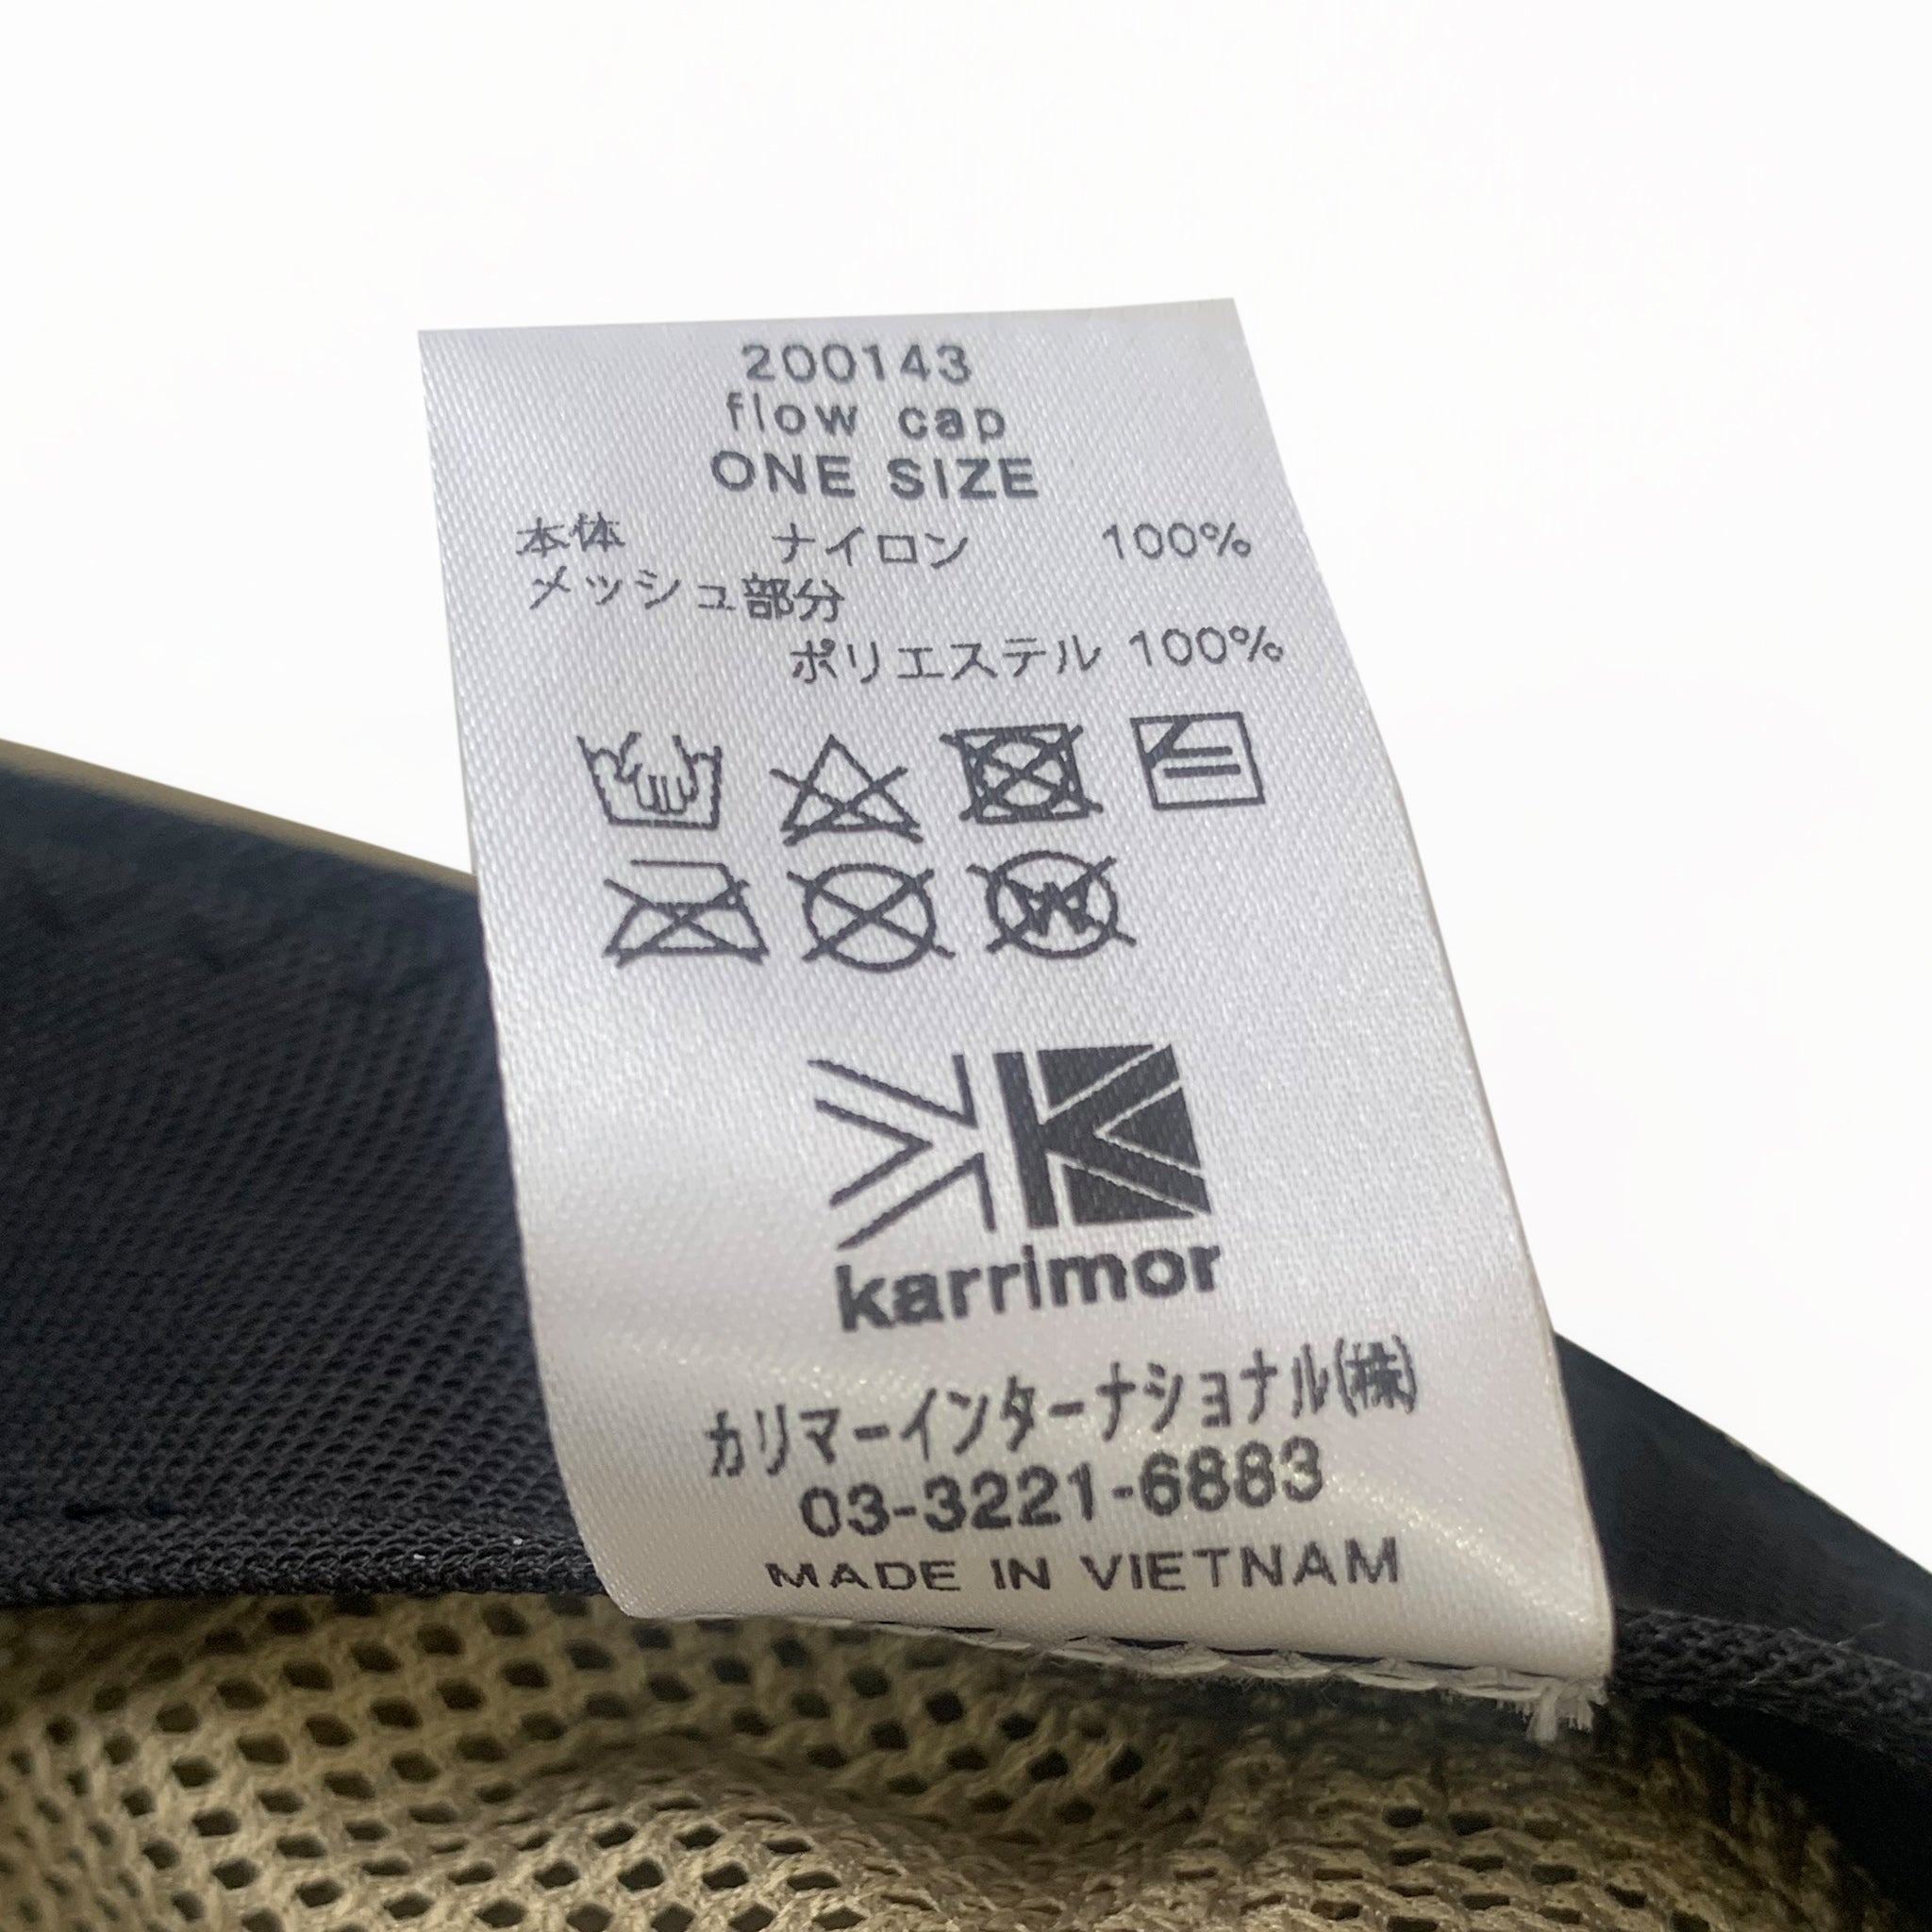 200143
flow cap
ONE SIZE
本体 ナイロン 100%
メッシュ部分
ポリエステル 100%
karrimor
カリマーインターナショナル(株)
03-3221-6883
MADE IN VIETNAM